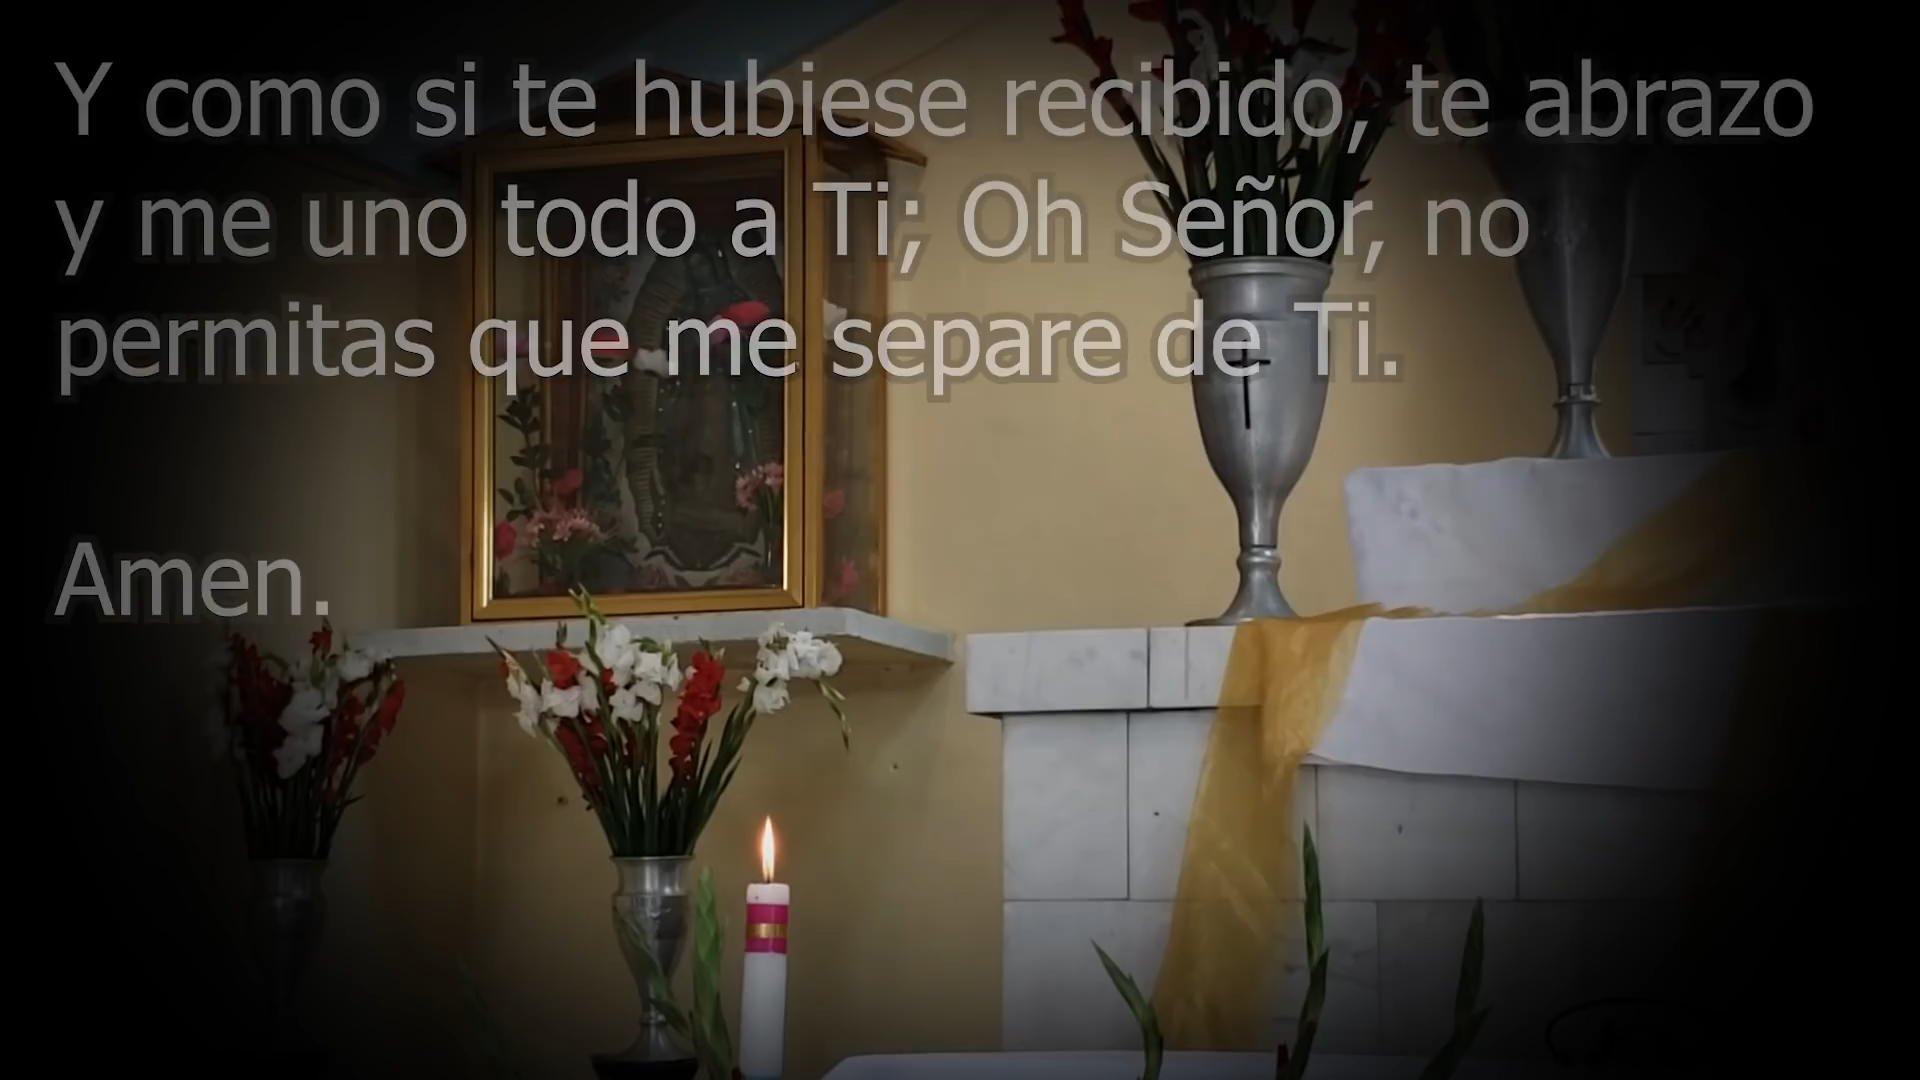 Y como si te hubiese recibido, te abrazo
y me uno todo a Ti; Oh Señor, no
permitas que me separe de Ti.
Amen.